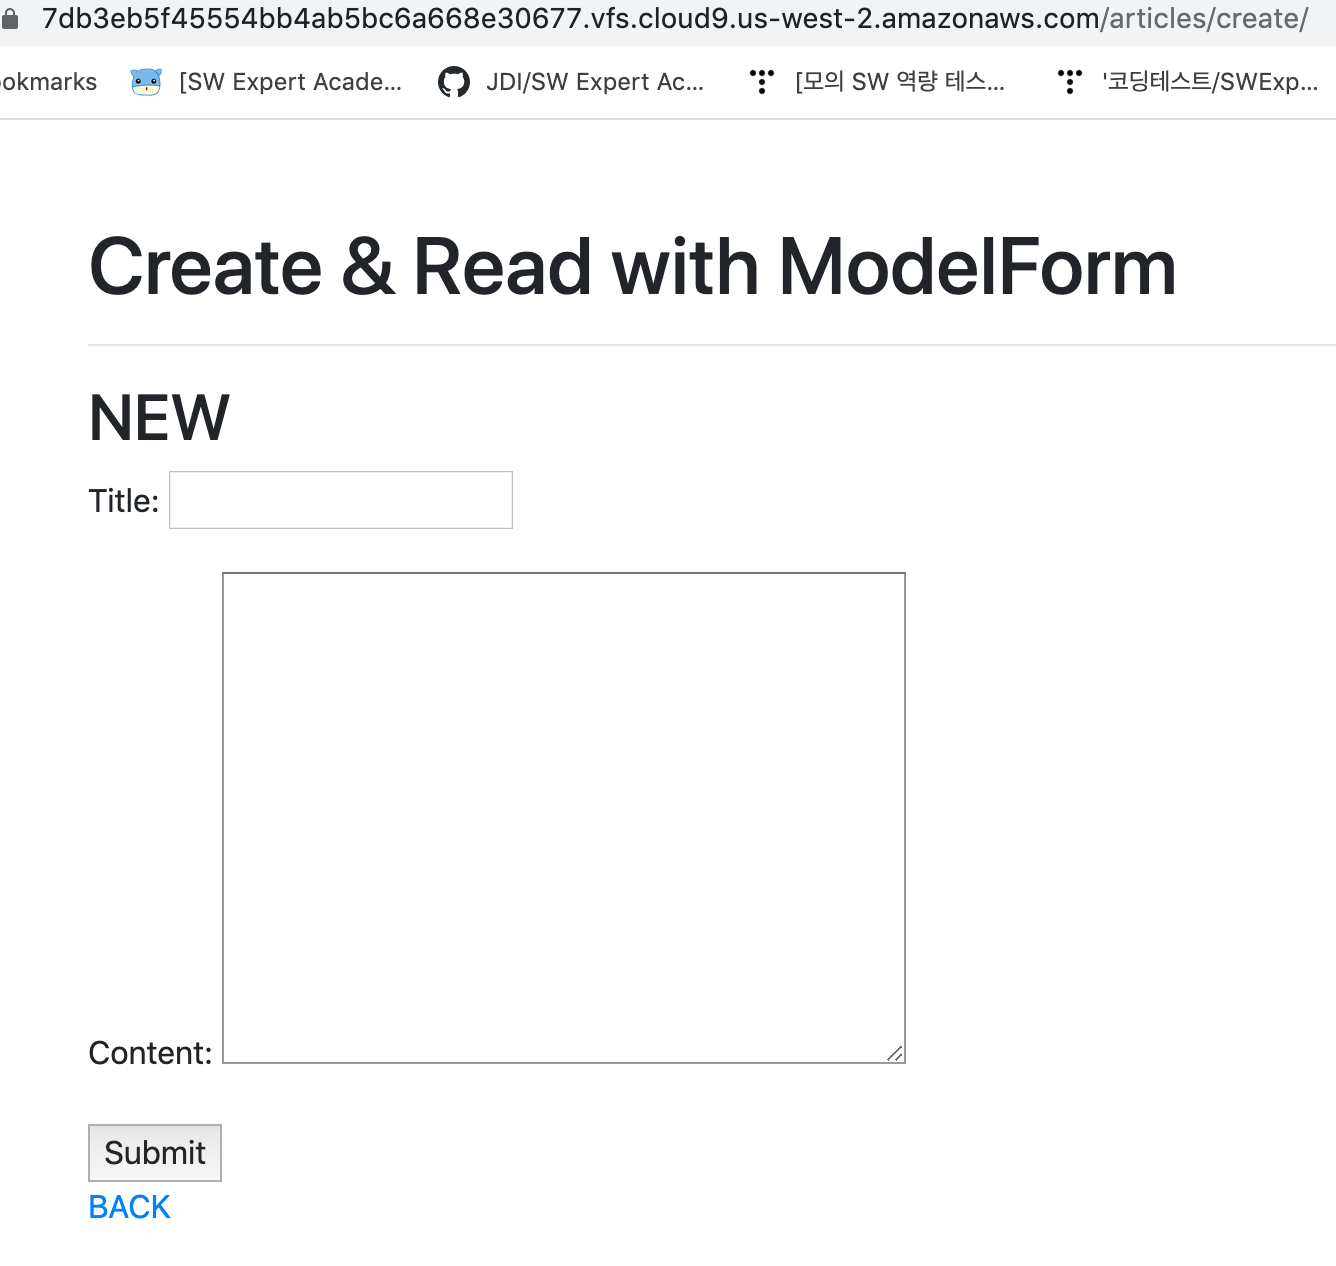 7db3eb5f45554bb4ab5bc6a668e30677.vfs.cloud9.us-west-2.amazonaws.com/articles/create/
okmarks [SW Expert Acade... JDI/SW Expert Ac... [모의 SW 역량 테스... '코딩테스트/SWExp...
Create & Read with ModelForm
NEW
Title:
Content:
Submit
BACK